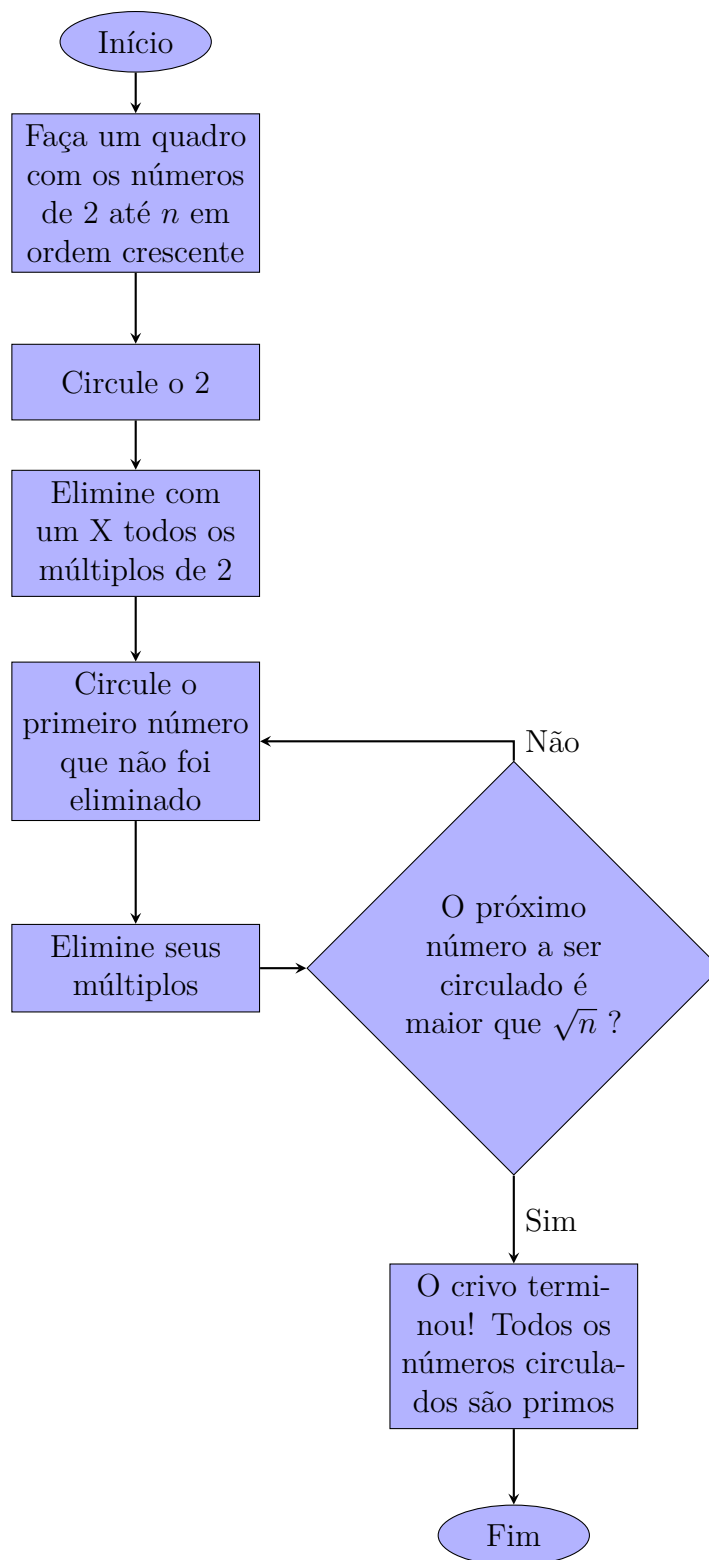 Início
Faça um quadro
com os números
de 2 até n em
ordem crescente
Circule o 2
Elimine com
um X todos os
múltiplos de 2
Circule o
primeiro número
que não foi
eliminado
Elimine seus
múltiplos
Não
O próximo
número a ser
circulado é
maior que √n ?
Sim
O crivo termi-
nou! Todos os
números circula-
dos são primos
Fim